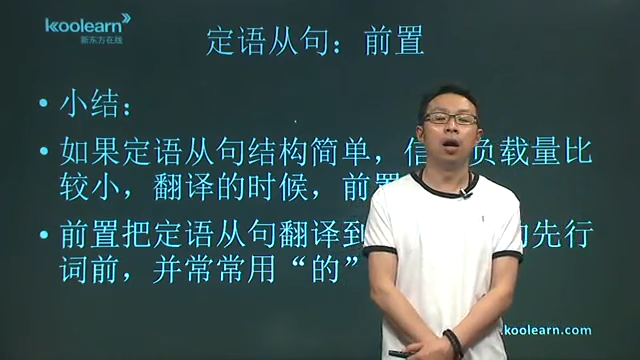 koolearn
新东方在线
定语从句：前置
• 小结：
• 如果定语从句结构简单，信 负载量比
较小，翻译的时候，前置
• 前置把定语从句翻译到 先行
词前，并常常用“的”
.koolearn.com